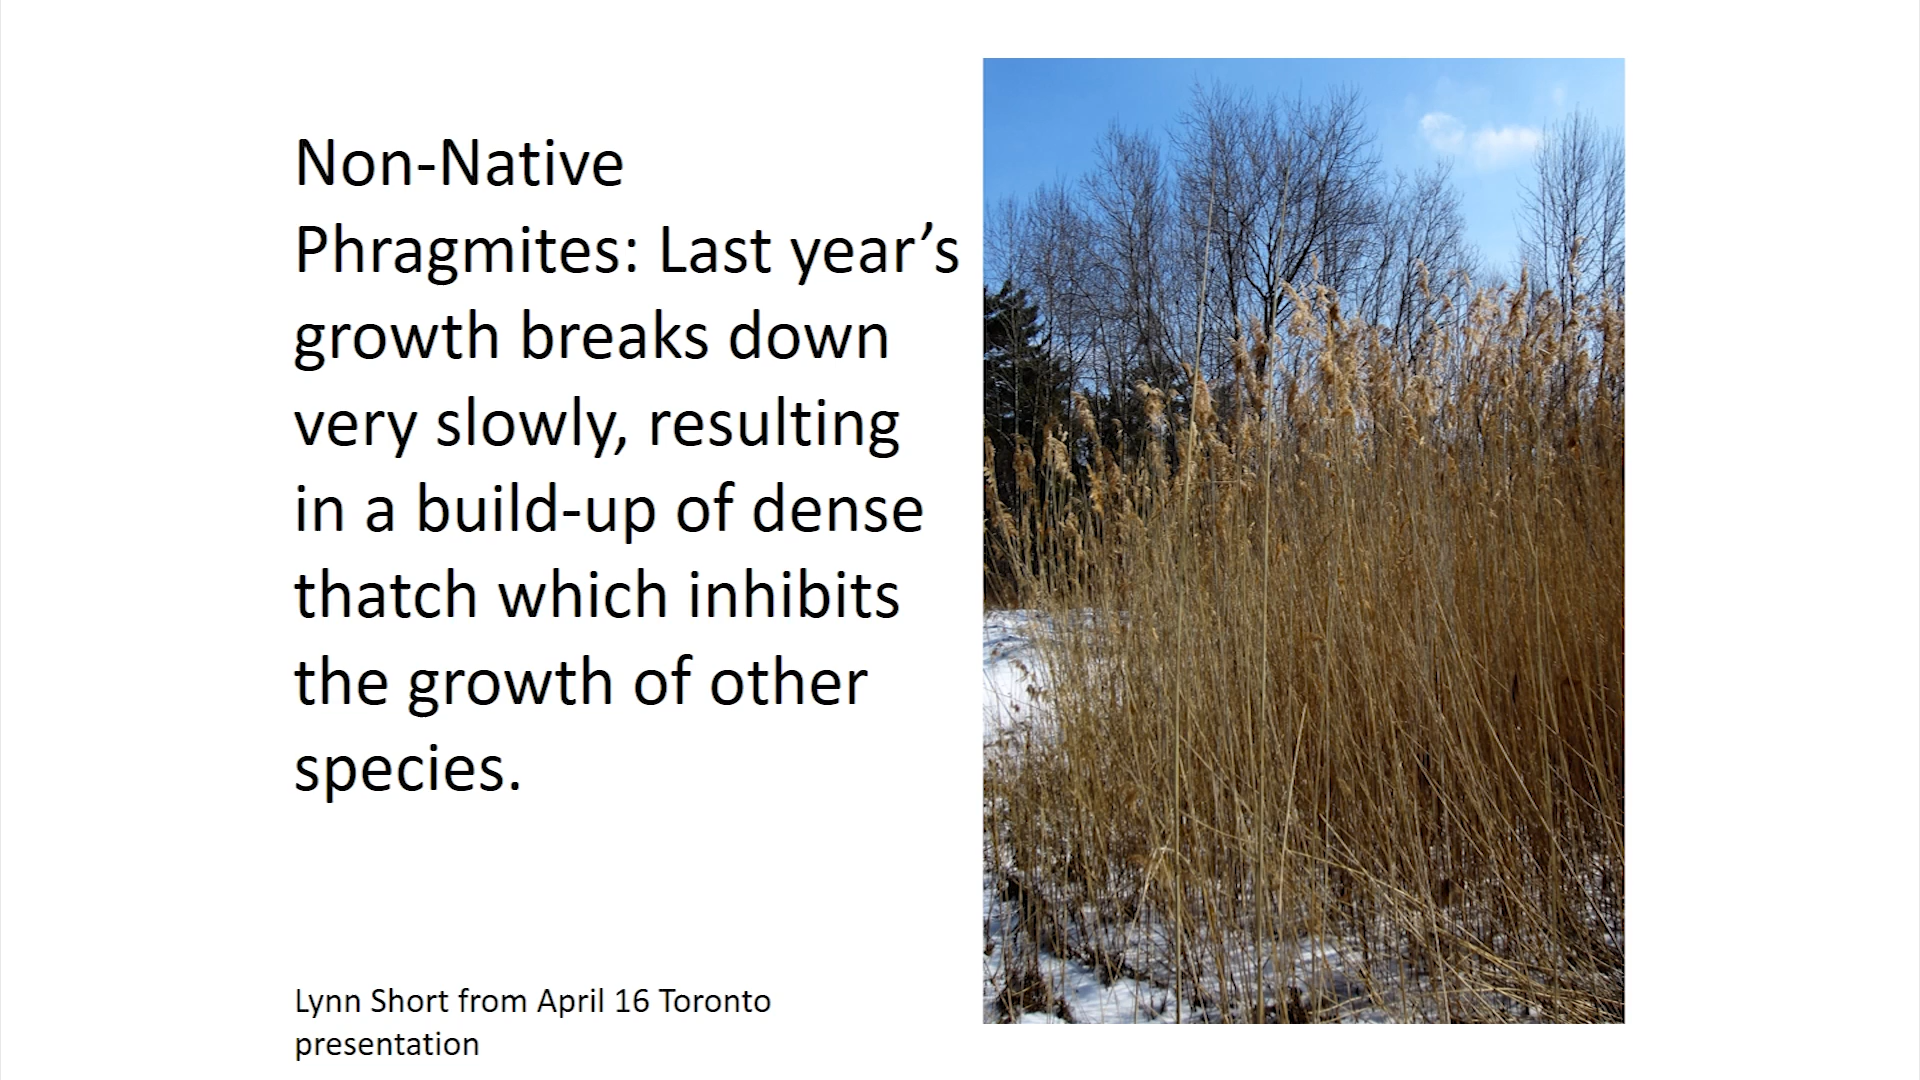 Non-Native
Phragmites: Last year’s
growth breaks down
very slowly, resulting
in a build-up of dense
thatch which inhibits
the growth of other
species.
Lynn Short from April 16 Toronto
presentation